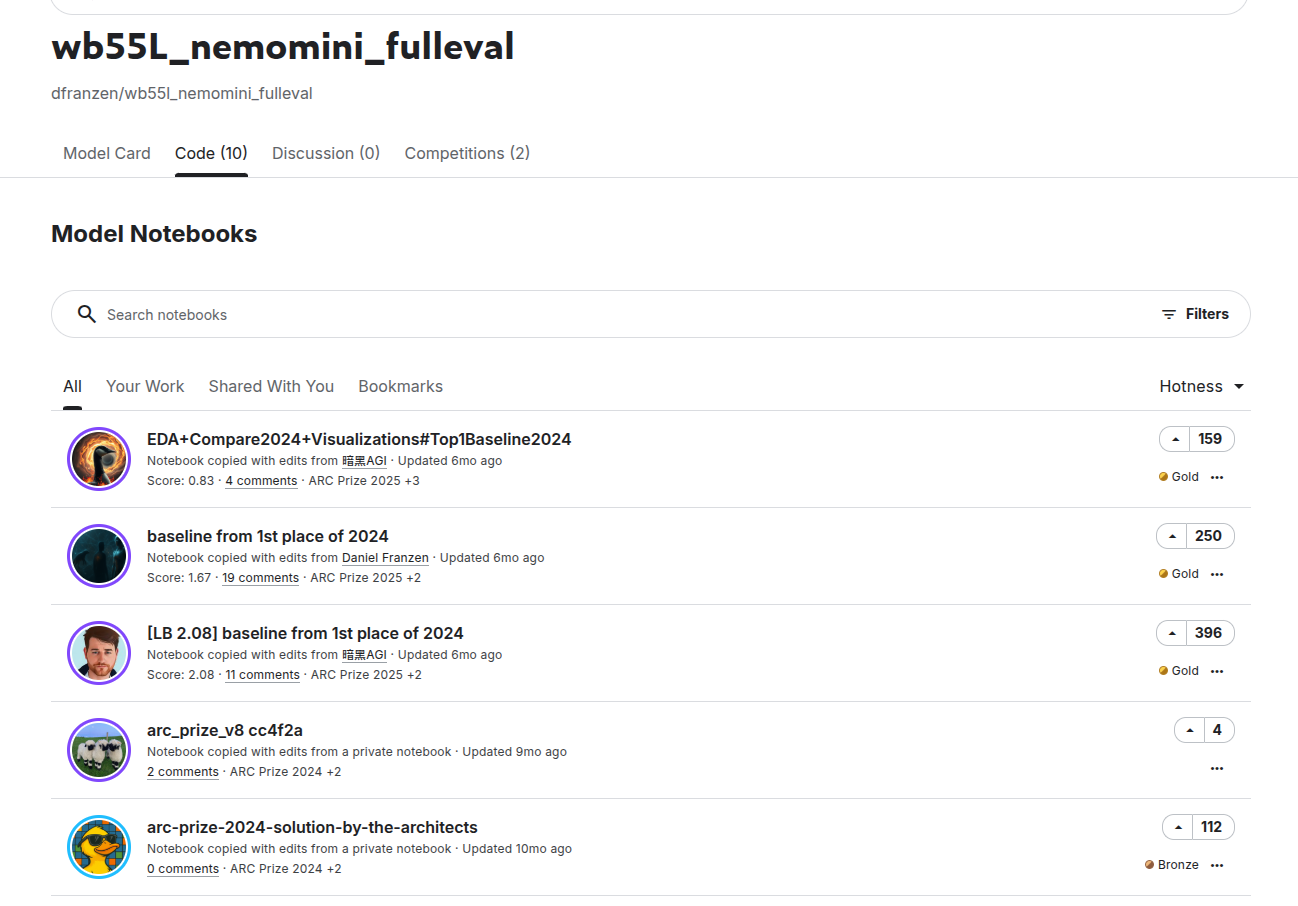 wb55L_nemomini_fulleval
dfranzen/wb55l_nemomini_fulleval
Model Card Code (10) Discussion (0) Competitions (2)
Model Notebooks
Search notebooks Filters
All Your Work Shared With You Bookmarks Hotness
EDA+Compare2024+Visualizations#Top1Baseline2024 159
Notebook copied with edits from 暗黑AGI · Updated 6mo ago
Score: 0.83 · 4 comments · ARC Prize 2025 +3 Gold
baseline from 1st place of 2024 250
Notebook copied with edits from Daniel Franzen · Updated 6mo ago
Score: 1.67 · 19 comments · ARC Prize 2025 +2 Gold
[LB 2.08] baseline from 1st place of 2024 396
Notebook copied with edits from 暗黑AGI · Updated 6mo ago
Score: 2.08 · 11 comments · ARC Prize 2025 +2 Gold
arc_prize_v8 cc4f2a 4
Notebook copied with edits from a private notebook · Updated 9mo ago
2 comments · ARC Prize 2024 +2
arc-prize-2024-solution-by-the-architects 112
Notebook copied with edits from a private notebook · Updated 10mo ago
0 comments · ARC Prize 2024 +2 Bronze